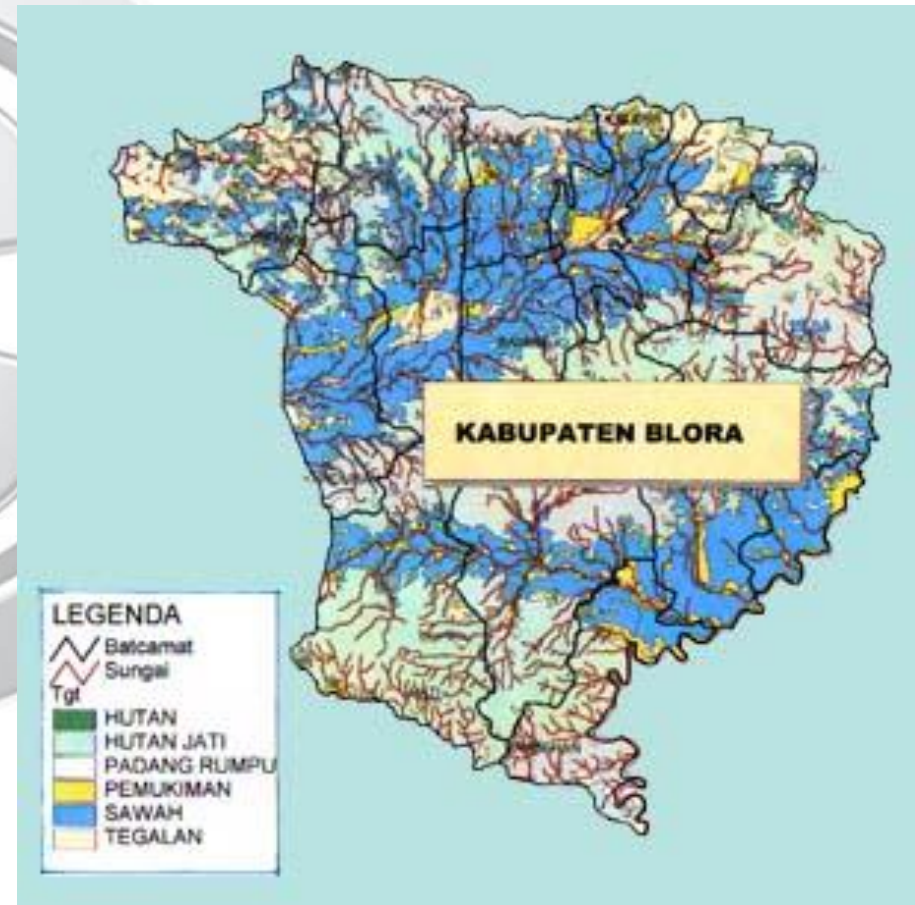 KABUPATEN BLORA
LEGENDA
Batcamat
Sungai
Tgt
HUTAN
HUTAN JATI
PADANG RUMPU
PEMUKIMAN
SAWAH
TEGALAN